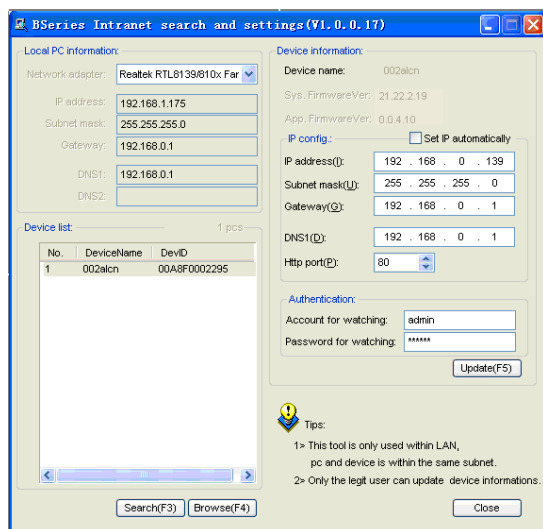 BSeries Intranet search and settings(V1.0.0.17)
Local PC information:
Network adapter: Realtek RTL8139/810x Far
IP address: 192.168.1.175
Subnet mask: 255.255.255.0
Gateway: 192.168.0.1
DNS1: 192.168.0.1
DNS2:
Device list: 1 pcs
No. DeviceName DevID
1 002alcn 00A8F0002295
Search(F3) Browse(F4)
Device information:
Device name: 002alcn
Sys. FirmwareVer: 21.22.2.19
App. FirmwareVer: 0.0.4.10
IP config.: Set IP automatically
IP address(I): 192 . 168 . 0 . 139
Subnet mask(U): 255 . 255 . 255 . 0
Gateway(G): 192 . 168 . 0 . 1
DNS1(D): 192 . 168 . 0 . 1
Http port(P): 80
Authentication:
Account for watching: admin
Password for watching: ******
Update(F5)
Tips:
1> This tool is only used within LAN,
pc and device is within the same subnet.
2> Only the legit user can update device informations.
Close